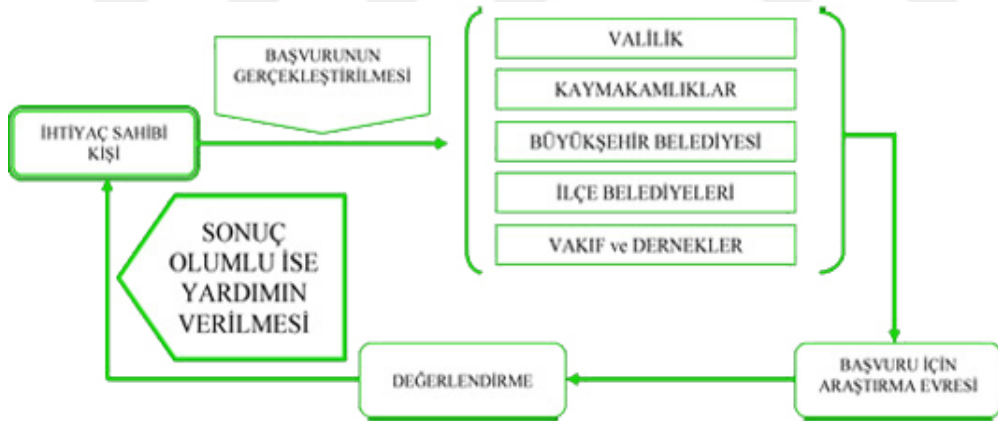 İHTİYAÇ SAHİBİ
KİŞİ
BAŞVURUNUN
GERÇEKLEŞTİRİLMESİ
VALİLİK
KAYMAKAMLIKLAR
BÜYÜKŞEHİR BELEDİYESİ
İLÇE BELEDİYELERİ
VAKIF ve DERNEKLER
BAŞVURU İÇİN
ARAŞTIRMA EVRESİ
DEĞERLENDİRME
SONUÇ
OLUMLU İSE
YARDIMIN
VERİLMESİ